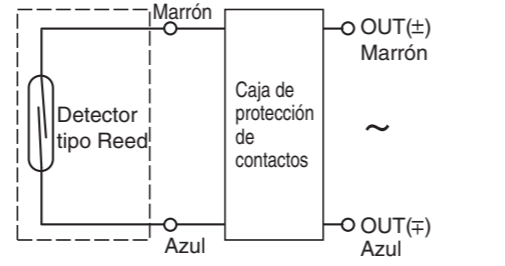 Marrón
OUT(±)
Marrón
Detector
tipo Reed
Caja de
protección
de
contactos
~
OUT(∓)
Azul
Azul